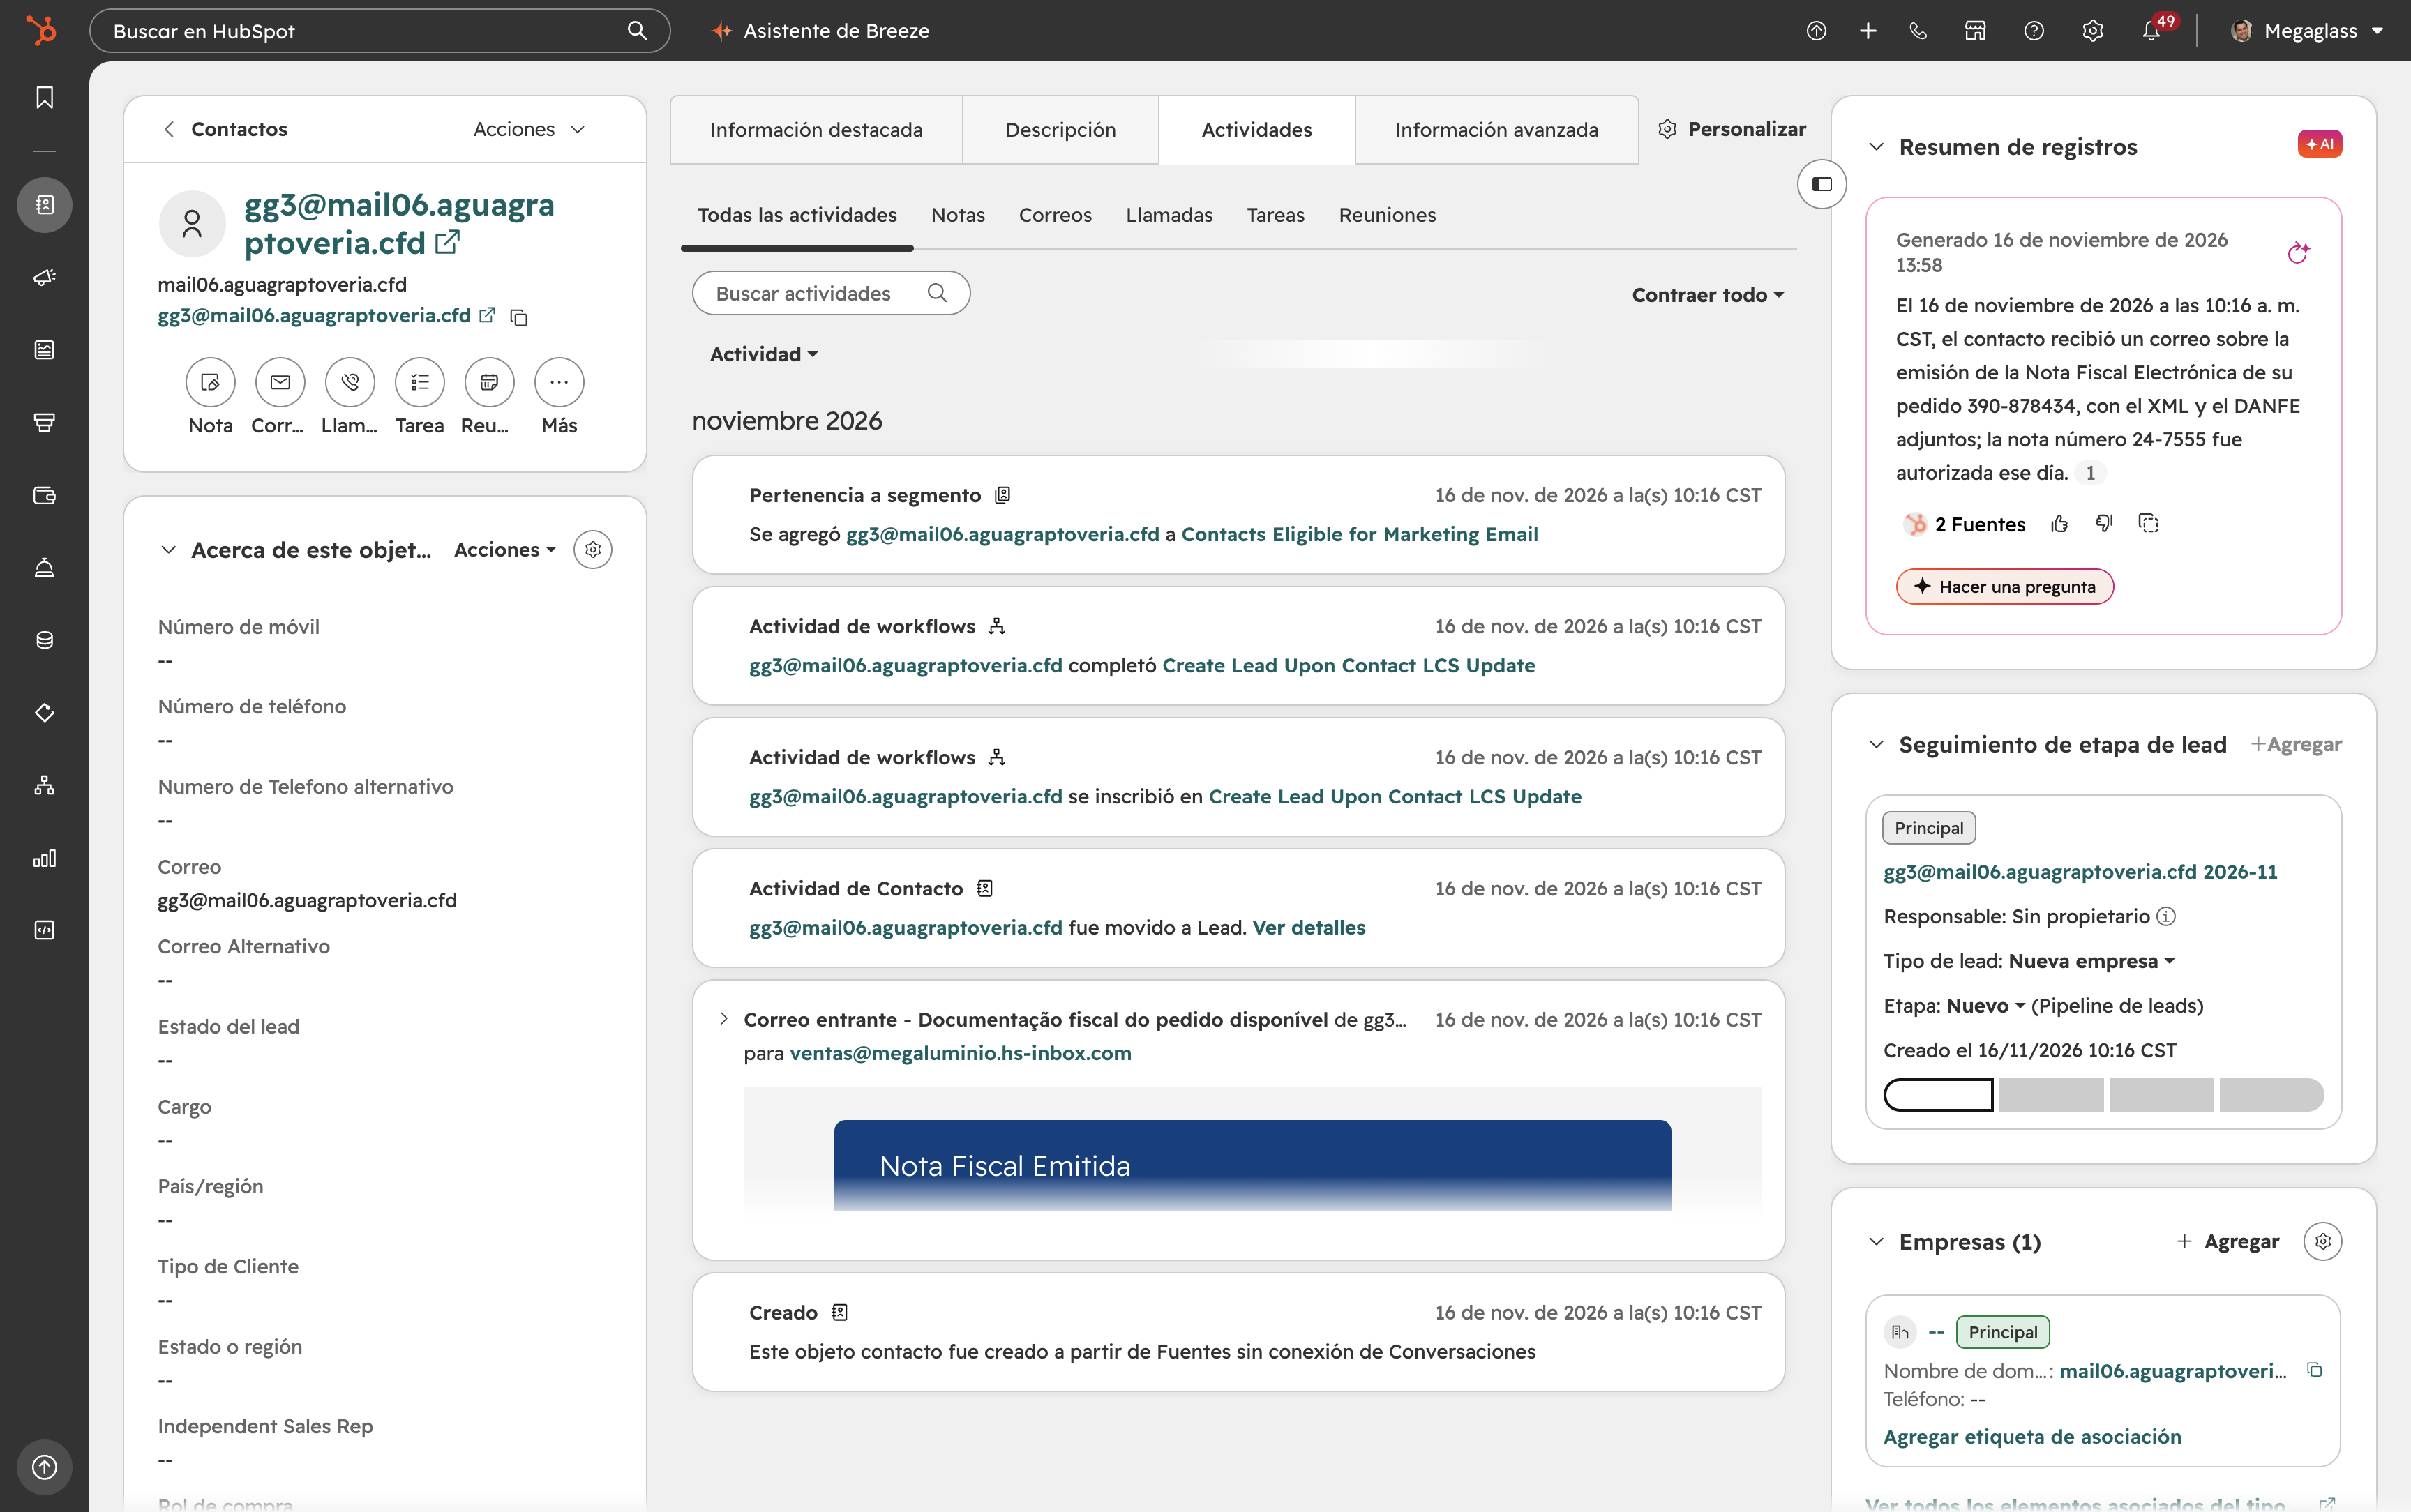 Buscar en HubSpot
Asistente de Breeze
49
Megaglass
Contactos
Acciones
gg3@mail06.aguagra
ptoveria.cfd
mail06.aguagraptoveria.cfd
gg3@mail06.aguagraptoveria.cfd
Nota
Corr...
Llam...
Tarea
Reu...
Más
Acerca de este objet...
Acciones
Número de móvil
--
Número de teléfono
--
Numero de Telefono alternativo
--
Correo
gg3@mail06.aguagraptoveria.cfd
Correo Alternativo
--
Estado del lead
--
Cargo
--
País/región
--
Tipo de Cliente
--
Estado o región
--
Independent Sales Rep
--
Rol de compra
Información destacada
Descripción
Actividades
Información avanzada
Personalizar
Todas las actividades
Notas
Correos
Llamadas
Tareas
Reuniones
Buscar actividades
Contraer todo
Actividad
noviembre 2026
Pertenencia a segmento
16 de nov. de 2026 a la(s) 10:16 CST
Se agregó gg3@mail06.aguagraptoveria.cfd a Contacts Eligible for Marketing Email
Actividad de workflows
16 de nov. de 2026 a la(s) 10:16 CST
gg3@mail06.aguagraptoveria.cfd completó Create Lead Upon Contact LCS Update
Actividad de workflows
16 de nov. de 2026 a la(s) 10:16 CST
gg3@mail06.aguagraptoveria.cfd se inscribió en Create Lead Upon Contact LCS Update
Actividad de Contacto
16 de nov. de 2026 a la(s) 10:16 CST
gg3@mail06.aguagraptoveria.cfd fue movido a Lead. Ver detalles
Correo entrante - Documentação fiscal do pedido disponível de gg3...
16 de nov. de 2026 a la(s) 10:16 CST
para ventas@megaluminio.hs-inbox.com
Nota Fiscal Emitida
Creado
16 de nov. de 2026 a la(s) 10:16 CST
Este objeto contacto fue creado a partir de Fuentes sin conexión de Conversaciones
Resumen de registros
AI
Generado 16 de noviembre de 2026
13:58
El 16 de noviembre de 2026 a las 10:16 a. m.
CST, el contacto recibió un correo sobre la
emisión de la Nota Fiscal Electrónica de su
pedido 390-878434, con el XML y el DANFE
adjuntos; la nota número 24-7555 fue
autorizada ese día. 1
2 Fuentes
Hacer una pregunta
Seguimiento de etapa de lead
+Agregar
Principal
gg3@mail06.aguagraptoveria.cfd 2026-11
Responsable: Sin propietario
Tipo de lead: Nueva empresa
Etapa: Nuevo (Pipeline de leads)
Creado el 16/11/2026 10:16 CST
Empresas (1)
+ Agregar
--
Principal
Nombre de dom...: mail06.aguagraptoveri...
Teléfono: --
Agregar etiqueta de asociación
Ver todos los elementos asociados del tipo ...